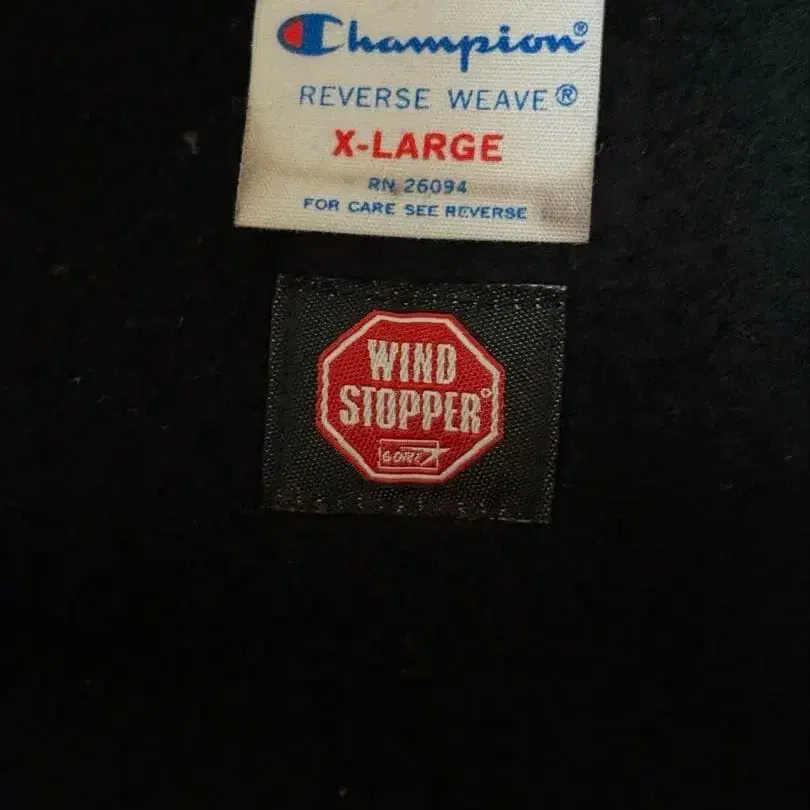 Champion®
REVERSE WEAVE®
X-LARGE
RN 26094
FOR CARE SEE REVERSE
WIND
STOPPER®
GORE